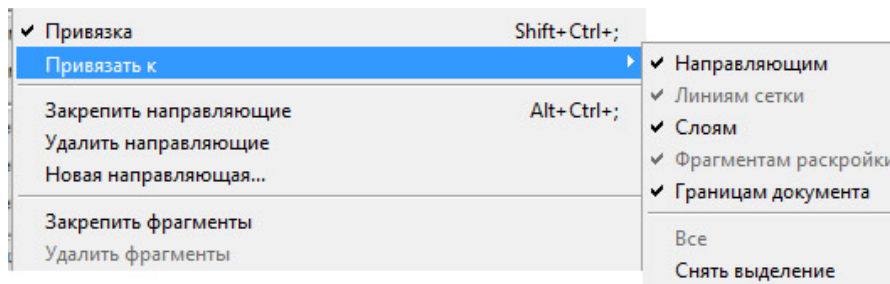 Привязка Shift+Ctrl+;
Привязать к
Закрепить направляющие Alt+Ctrl+;
Удалить направляющие
Новая направляющая...
Закрепить фрагменты
Удалить фрагменты
Направляющим
Линиям сетки
Слоям
Фрагментам раскройки
Границам документа
Все
Снять выделение